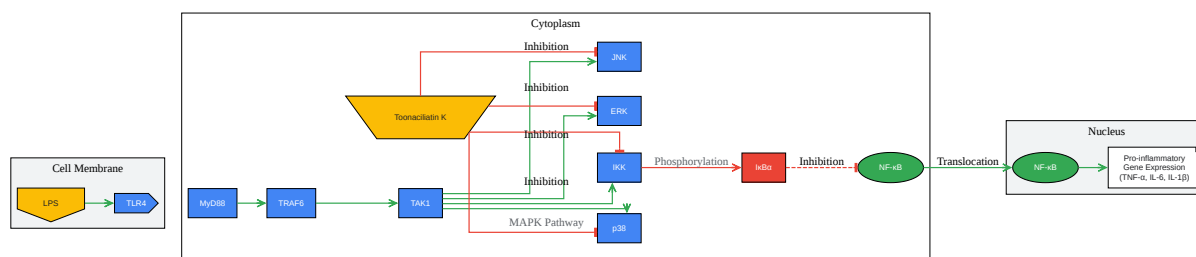 Cytoplasm
Inhibition
JNK
Inhibition
Toonaciliatin K
ERK
Inhibition
Nucleus
Cell Membrane
IKK
Phosphorylation
IκBα
Inhibition
NF-κB
Translocation
NF-κB
Pro-inflammatory
Gene Expression
(TNF-α, IL-6, IL-1β)
Inhibition
LPS
TLR4
MyD88
TRAF6
TAK1
MAPK Pathway
p38